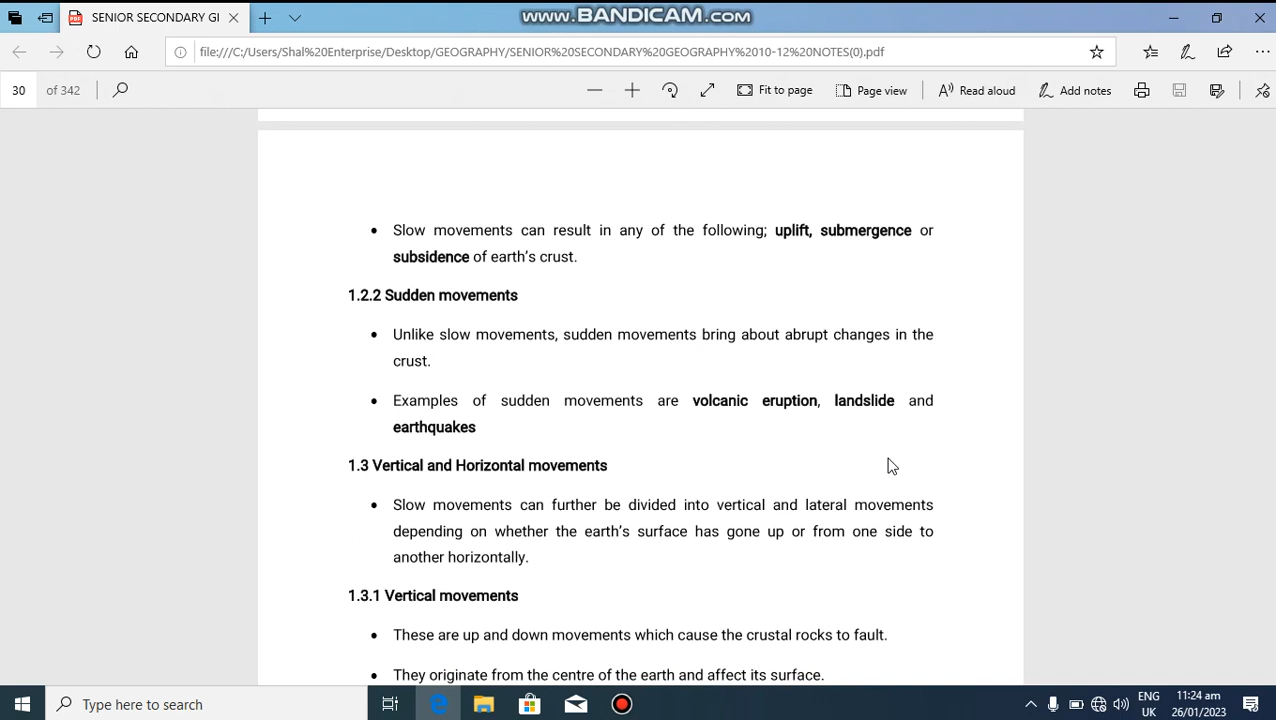 SENIOR SECONDARY GI
www.BANDICAM.com
file:///C:/Users/Shal%20Enterprise/Desktop/GEOGRAPHY/SENIOR%20SECONDARY%20GEOGRAPHY%2010-12%20NOTES(0).pdf
30 of 342
Fit to page
Page view
Read aloud
Add notes
• Slow movements can result in any of the following; uplift, submergence or
subsidence of earth's crust.
1.2.2 Sudden movements
• Unlike slow movements, sudden movements bring about abrupt changes in the
crust.
• Examples of sudden movements are volcanic eruption, landslide and
earthquakes
1.3 Vertical and Horizontal movements
• Slow movements can further be divided into vertical and lateral movements
depending on whether the earth's surface has gone up or from one side to
another horizontally.
1.3.1 Vertical movements
• These are up and down movements which cause the crustal rocks to fault.
• They originate from the centre of the earth and affect its surface.
Type here to search
ENG
UK
11:24 am
26/01/2023